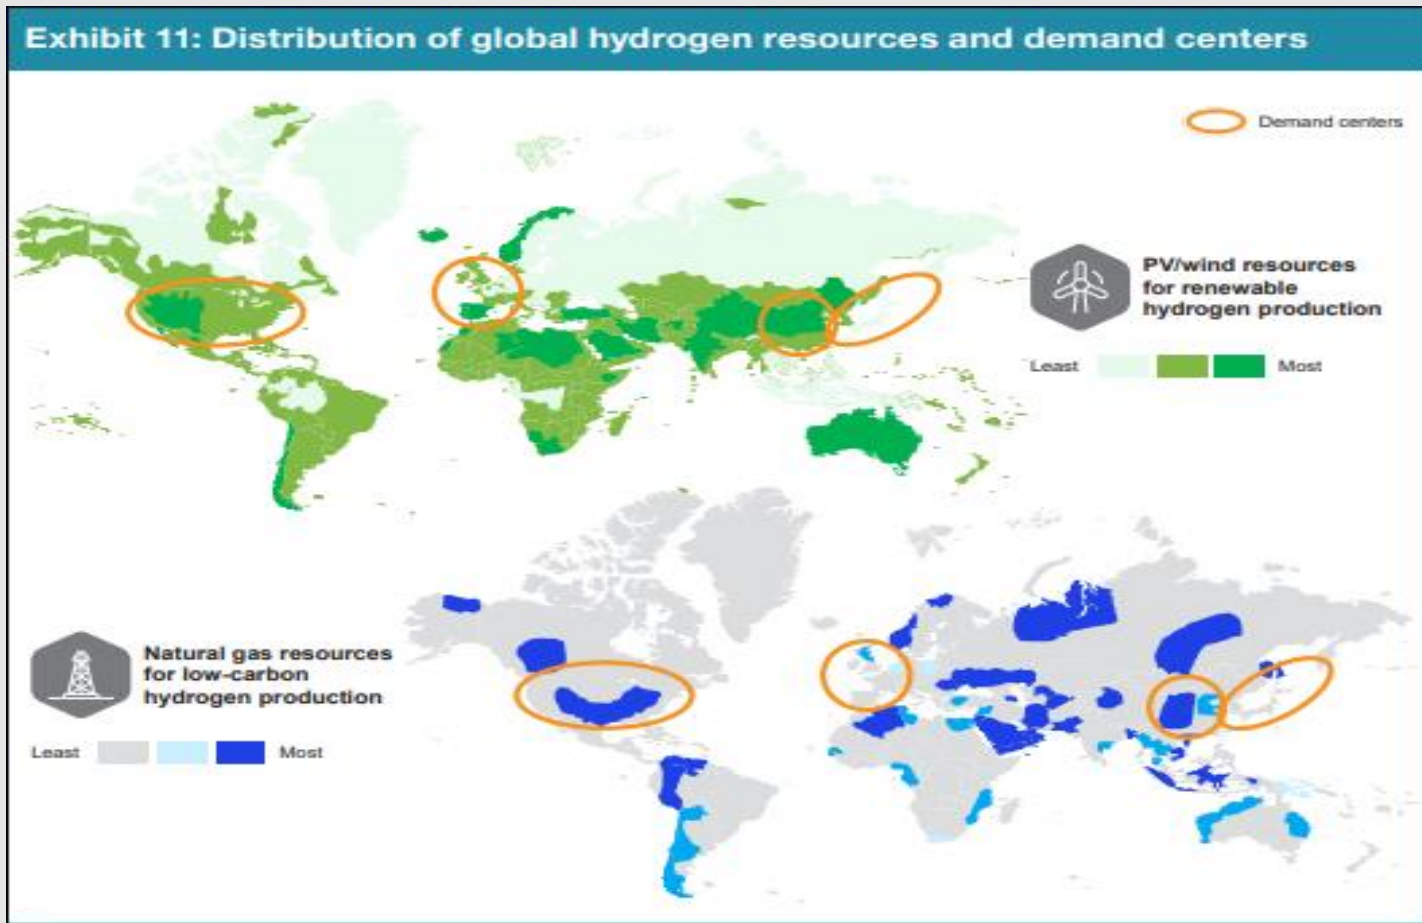 Exhibit 11: Distribution of global hydrogen resources and demand centers
Demand centers
PV/wind resources
for renewable
hydrogen production
Least Most
Natural gas resources
for low-carbon
hydrogen production
Least Most